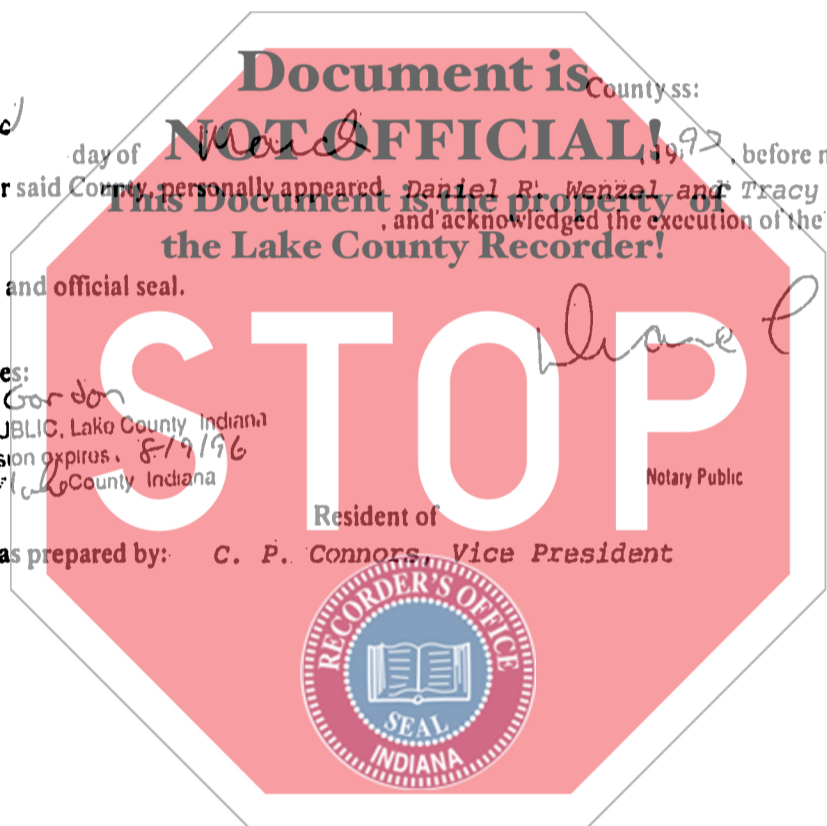 Document is
County ss:
NOT OFFICIAL!
day of March , 19 93 , before
r said County, personally appeared Daniel R. Wenzel and Tracy
This Document is the property of
, and acknowledged the execution of the
the Lake County Recorder!
and official seal.
es:
Gordon
UBLIC, Lake County Indiana
sion expires. 8/9/96
Lake County Indiana
STOP
Notary Public
Resident of
as prepared by: C. P. Connors, Vice President
RECORDER'S OFFICE
SEAL
INDIANA